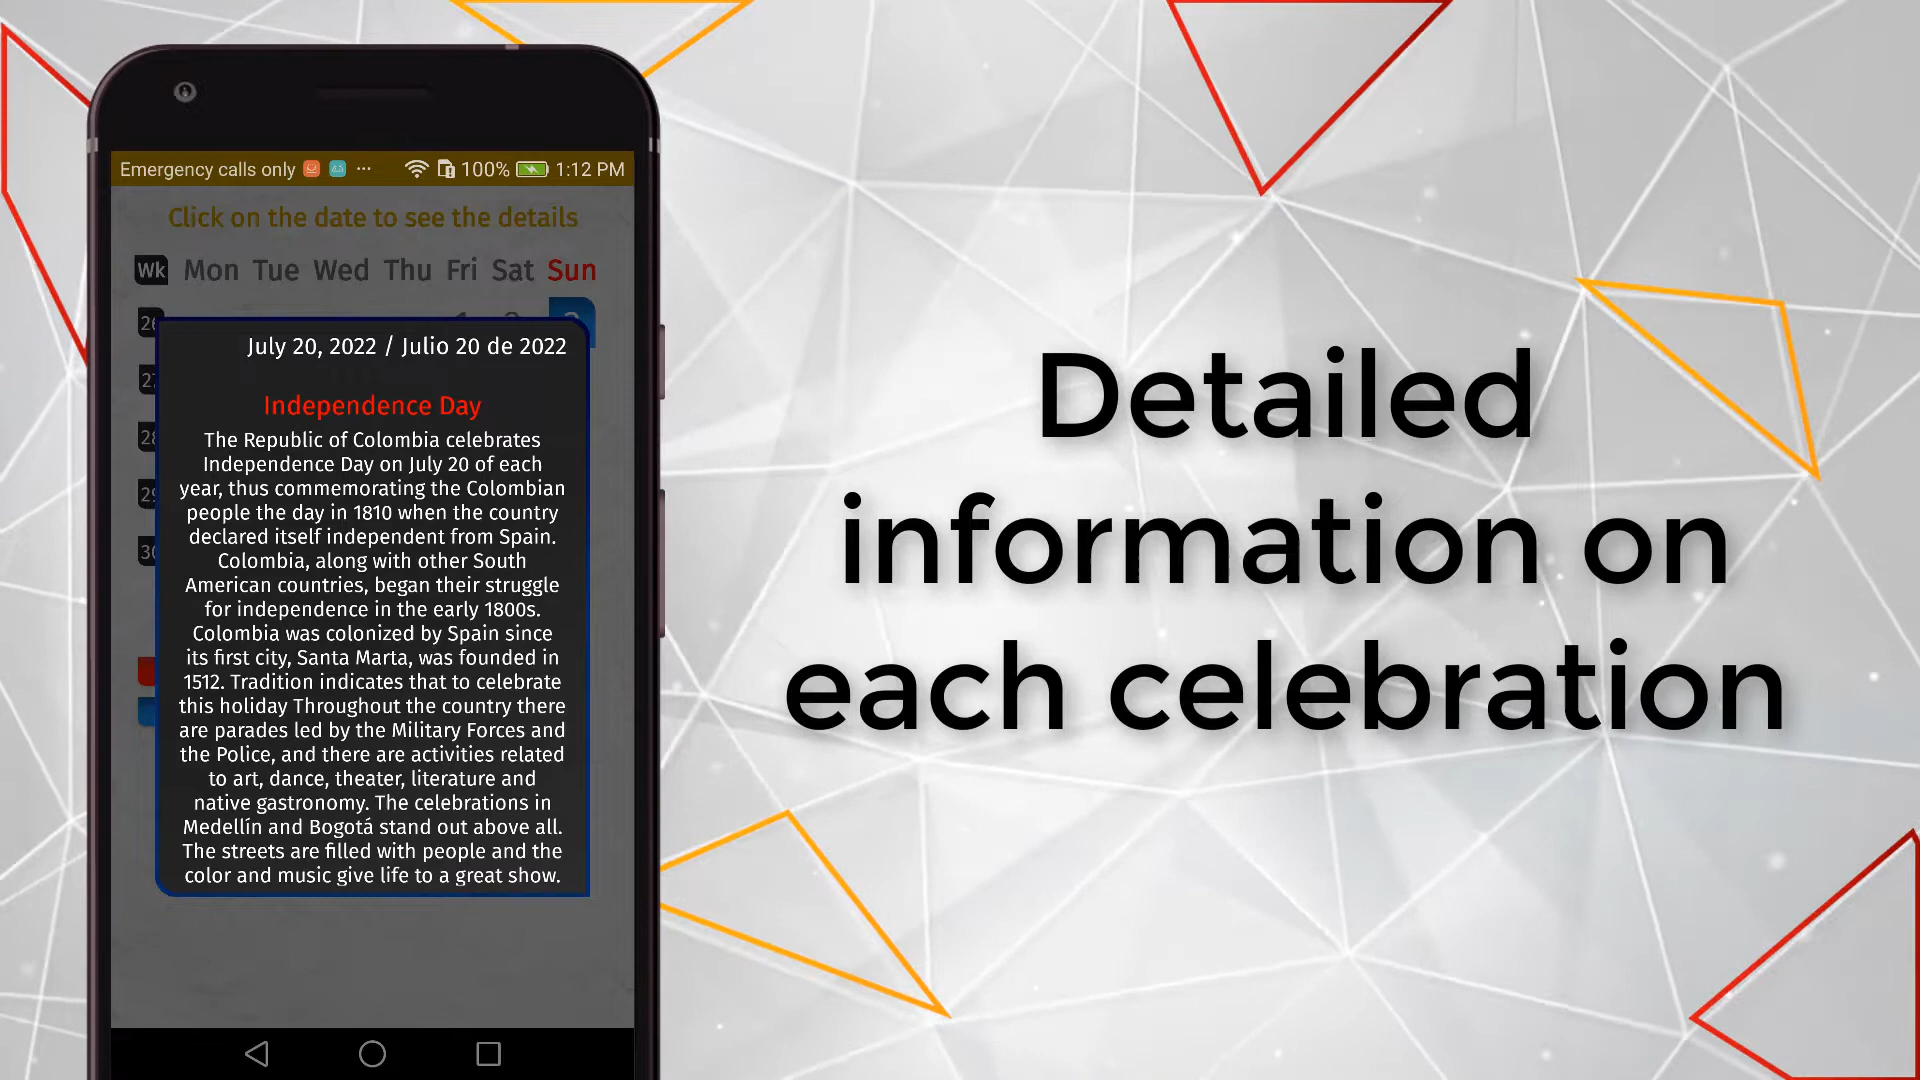 Emergency calls only ... 100% 1:12 PM
Click on the date to see the details
Wk Mon Tue Wed Thu Fri Sat Sun
26
July 20, 2022 / Julio 20 de 2022
27
Independence Day
The Republic of Colombia celebrates
28
Independence Day on July 20 of each
year, thus commemorating the Colombian
29
people the day in 1810 when the country
declared itself independent from Spain.
30
Colombia, along with other South
American countries, began their struggle
for independence in the early 1800s.
Colombia was colonized by Spain since
its first city, Santa Marta, was founded in
1512. Tradition indicates that to celebrate
this holiday Throughout the country there
are parades led by the Military Forces and
the Police, and there are activities related
to art, dance, theater, literature and
native gastronomy. The celebrations in
Medellín and Bogotá stand out above all.
The streets are filled with people and the
color and music give life to a great show.
Detailed
information on
each celebration